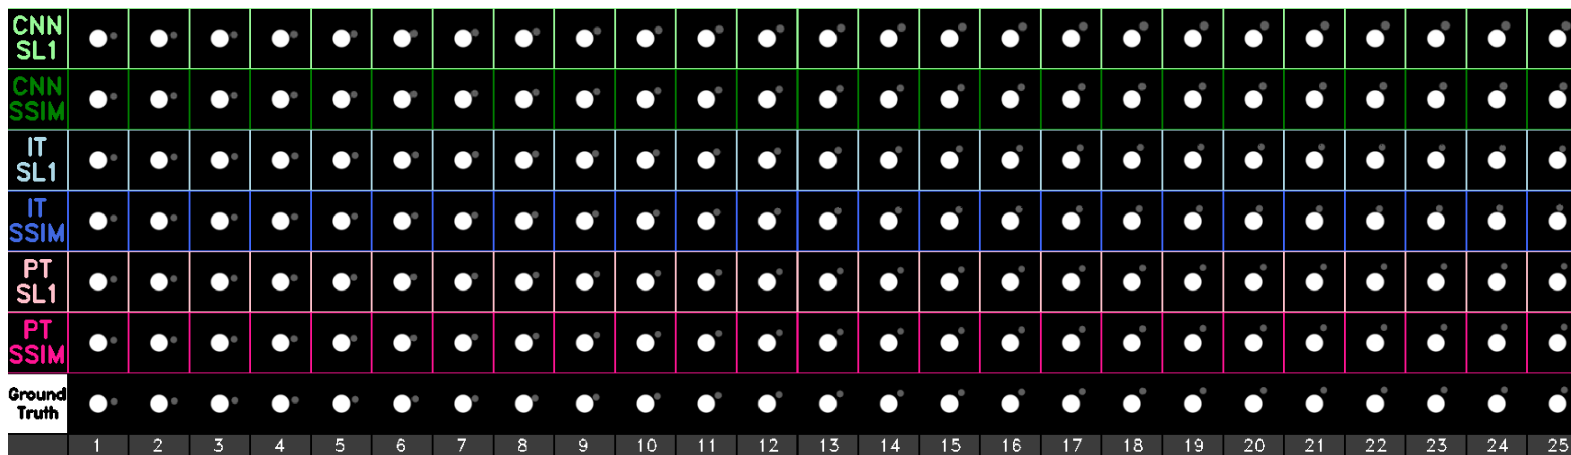 CNN
SL1
CNN
SSIM
IT
SL1
IT
SSIM
PT
SL1
PT
SSIM
Ground
Truth
1 2 3 4 5 6 7 8 9 10 11 12 13 14 15 16 17 18 19 20 21 22 23 24 25